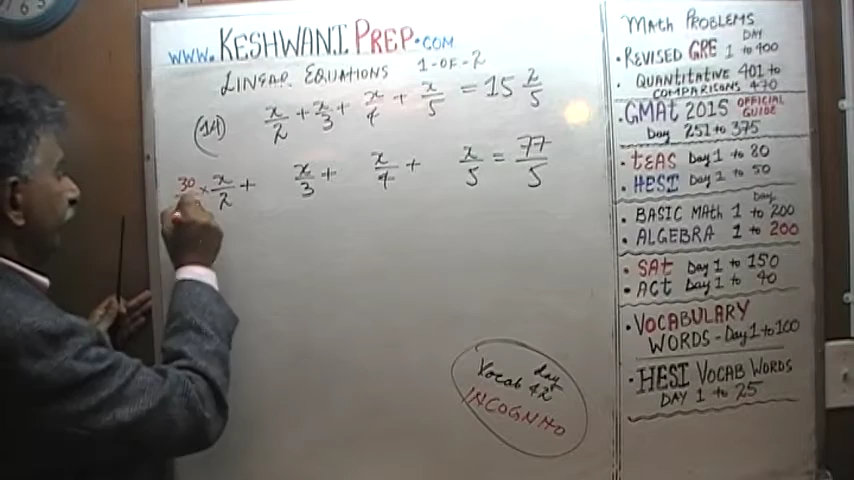 www.KESHWANI PREP.COM
LINEAR EQUATIONS 1-OF-2
(14) x/2 + x/3 + x/4 + x/5 = 15 2/5
30 × x/2 + x/3 + x/4 + x/5 = 77/5
Vocab day 42
INCOGNITO
MATH PROBLEMS
DAY
• REVISED GRE 1 to 400
• QUANTITATIVE 401 to
COMPARISONS 470
• GMAt 2015 OFFICIAL GUIDE
Day 251 to 375
• tEAS Day 1 to 80
• HESI Day 1 to 50
• BASIC MAth 1 to 200
• ALGEBRA 1 to 200
• SAt Day 1 to 150
• ACt Day 1 to 40
• VOCABULARY
WORDS - Day 1 to 100
• HESI VOCAB WORDS
DAY 1 to 25